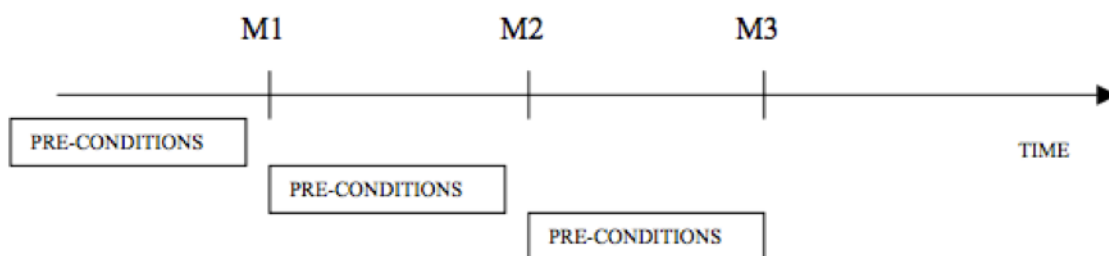 M1 M2 M3
PRE-CONDITIONS
TIME
PRE-CONDITIONS
PRE-CONDITIONS